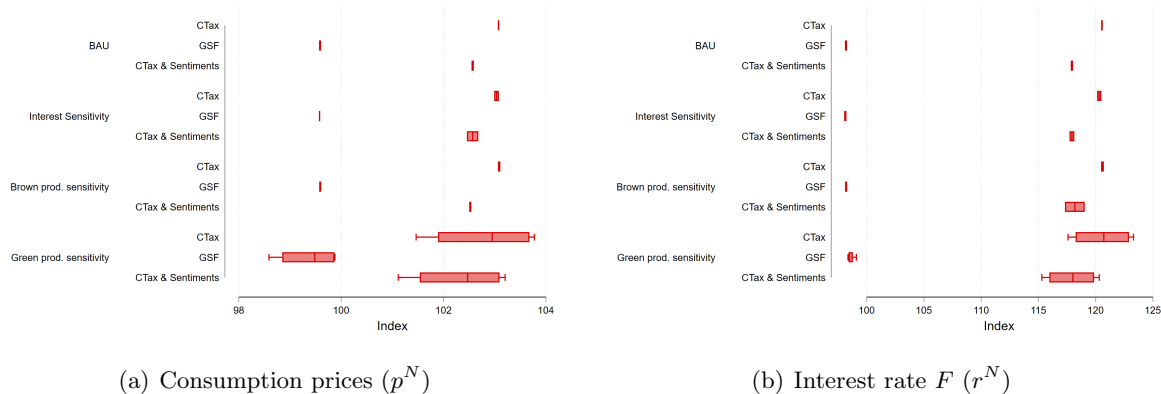 CTax
BAU
GSF
CTax & Sentiments
CTax
Interest Sensitivity
GSF
CTax & Sentiments
CTax
Brown prod. sensitivity
GSF
CTax & Sentiments
CTax
Green prod. sensitivity
GSF
CTax & Sentiments
98 100 102 104
Index
(a) Consumption prices (p^N)
CTax
BAU
GSF
CTax & Sentiments
CTax
Interest Sensitivity
GSF
CTax & Sentiments
CTax
Brown prod. sensitivity
GSF
CTax & Sentiments
CTax
Green prod. sensitivity
GSF
CTax & Sentiments
100 105 110 115 120 125
Index
(b) Interest rate F (r^N)